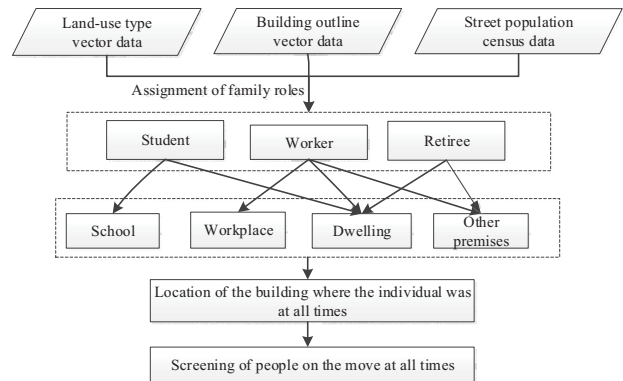 Land-use type
vector data
Building outline
vector data
Street population
census data
Assignment of family roles
Student
Worker
Retiree
School
Workplace
Dwelling
Other
premises
Location of the building where the individual was
at all times
Screening of people on the move at all times